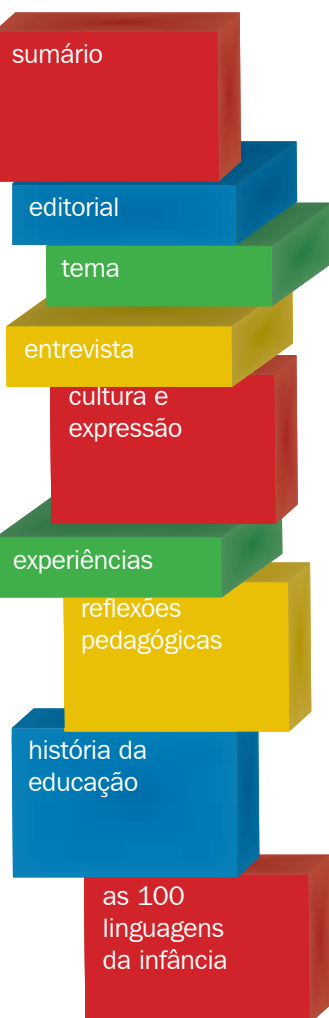 sumário
editorial
tema
entrevista
cultura e
expressão
experiências
reflexões
pedagógicas
história da
educação
as 100
linguagens
da infância